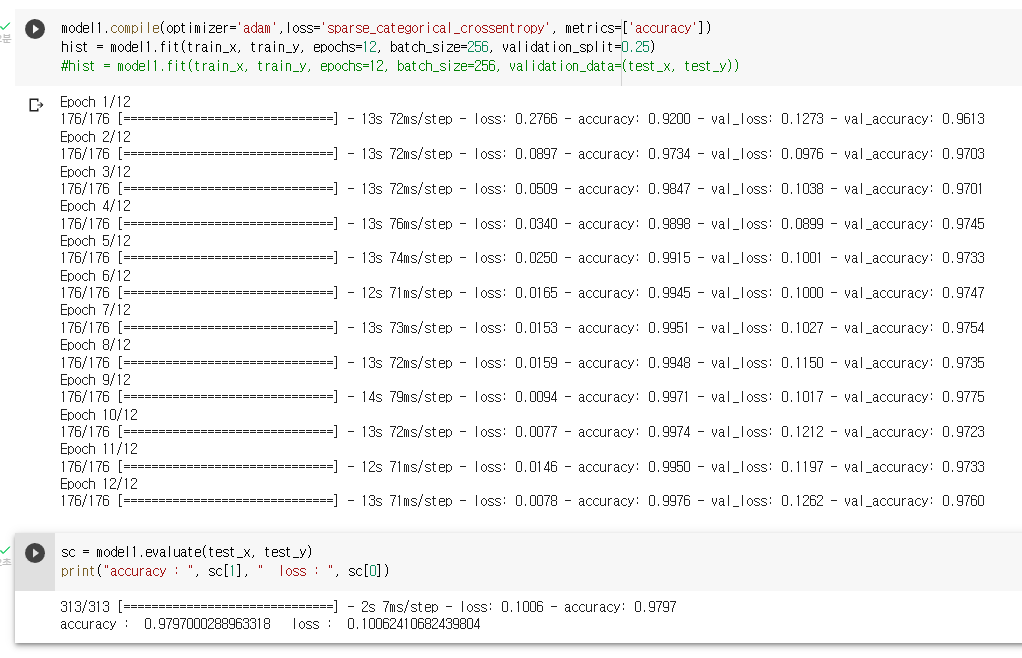 model1.compile(optimizer='adam',loss='sparse_categorical_crossentropy', metrics=['accuracy'])
hist = model1.fit(train_x, train_y, epochs=12, batch_size=256, validation_split=0.25)
#hist = model1.fit(train_x, train_y, epochs=12, batch_size=256, validation_data=(test_x, test_y))
Epoch 1/12
176/176 [==============================] - 13s 72ms/step - loss: 0.2766 - accuracy: 0.9200 - val_loss: 0.1273 - val_accuracy: 0.9613
Epoch 2/12
176/176 [==============================] - 13s 72ms/step - loss: 0.0897 - accuracy: 0.9734 - val_loss: 0.0976 - val_accuracy: 0.9703
Epoch 3/12
176/176 [==============================] - 13s 72ms/step - loss: 0.0509 - accuracy: 0.9847 - val_loss: 0.1038 - val_accuracy: 0.9701
Epoch 4/12
176/176 [==============================] - 13s 76ms/step - loss: 0.0340 - accuracy: 0.9898 - val_loss: 0.0899 - val_accuracy: 0.9745
Epoch 5/12
176/176 [==============================] - 13s 74ms/step - loss: 0.0250 - accuracy: 0.9915 - val_loss: 0.1001 - val_accuracy: 0.9733
Epoch 6/12
176/176 [==============================] - 12s 71ms/step - loss: 0.0165 - accuracy: 0.9945 - val_loss: 0.1000 - val_accuracy: 0.9747
Epoch 7/12
176/176 [==============================] - 13s 73ms/step - loss: 0.0153 - accuracy: 0.9951 - val_loss: 0.1027 - val_accuracy: 0.9754
Epoch 8/12
176/176 [==============================] - 13s 72ms/step - loss: 0.0159 - accuracy: 0.9948 - val_loss: 0.1150 - val_accuracy: 0.9735
Epoch 9/12
176/176 [==============================] - 14s 79ms/step - loss: 0.0094 - accuracy: 0.9971 - val_loss: 0.1017 - val_accuracy: 0.9775
Epoch 10/12
176/176 [==============================] - 13s 72ms/step - loss: 0.0077 - accuracy: 0.9974 - val_loss: 0.1212 - val_accuracy: 0.9723
Epoch 11/12
176/176 [==============================] - 12s 71ms/step - loss: 0.0146 - accuracy: 0.9950 - val_loss: 0.1197 - val_accuracy: 0.9733
Epoch 12/12
176/176 [==============================] - 13s 71ms/step - loss: 0.0078 - accuracy: 0.9976 - val_loss: 0.1262 - val_accuracy: 0.9760
sc = model1.evaluate(test_x, test_y)
print("accuracy : ", sc[1], "  loss : ", sc[0])
313/313 [==============================] - 2s 7ms/step - loss: 0.1006 - accuracy: 0.9797
accuracy :  0.9797000288963318   loss :  0.10062410682439804